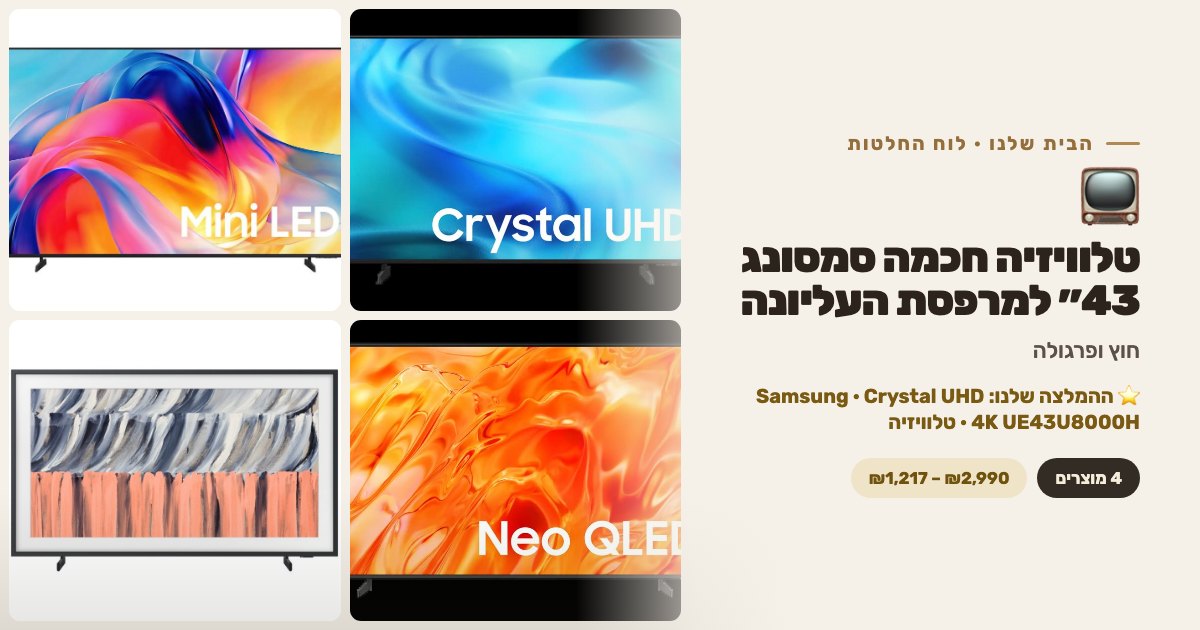 הבית שלנו • לוח החלטות
טלוויזיה חכמה סמסונג
43״ למרפסת העליונה
חוץ ופרגולה
⭐ ההמלצה שלנו: Samsung • Crystal UHD
4K UE43U8000H • טלוויזיה
4 מוצרים
₪1,217 – ₪2,990
Mini LED
Crystal UHD
Neo QLED